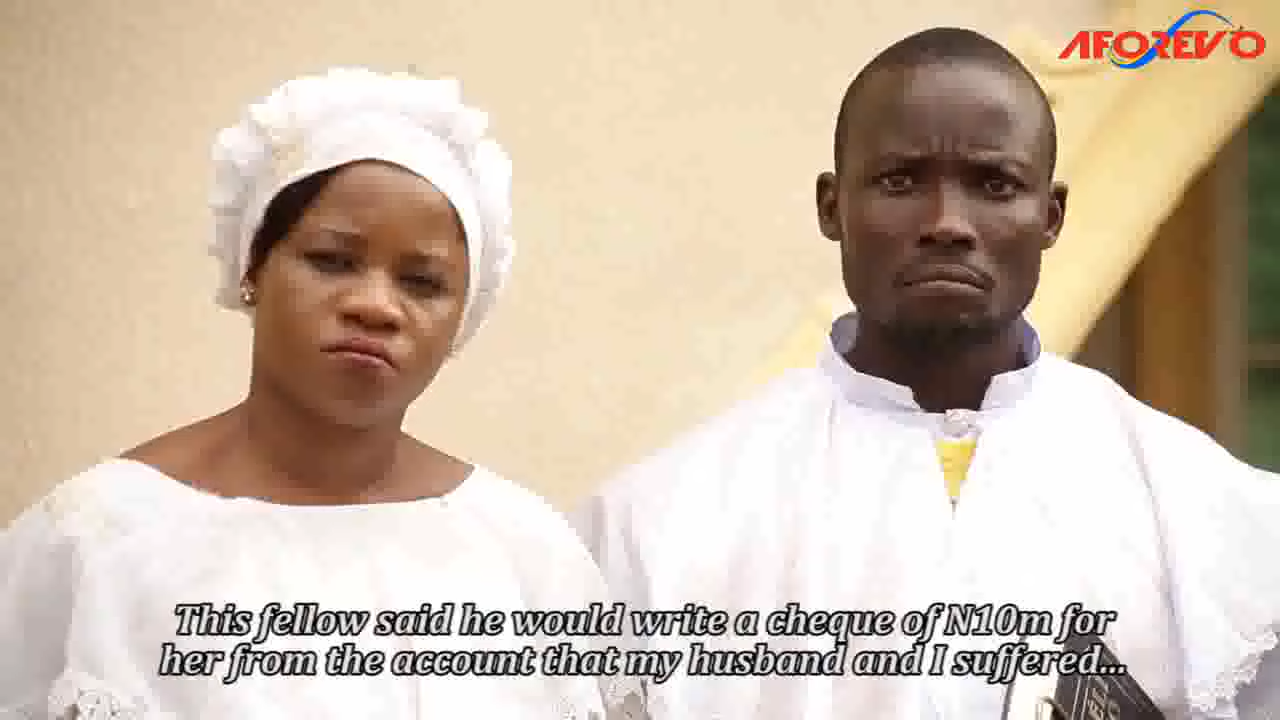 AFOREVO
This fellow said he would write a cheque of N10m for
her from the account that my husband and I suffered...